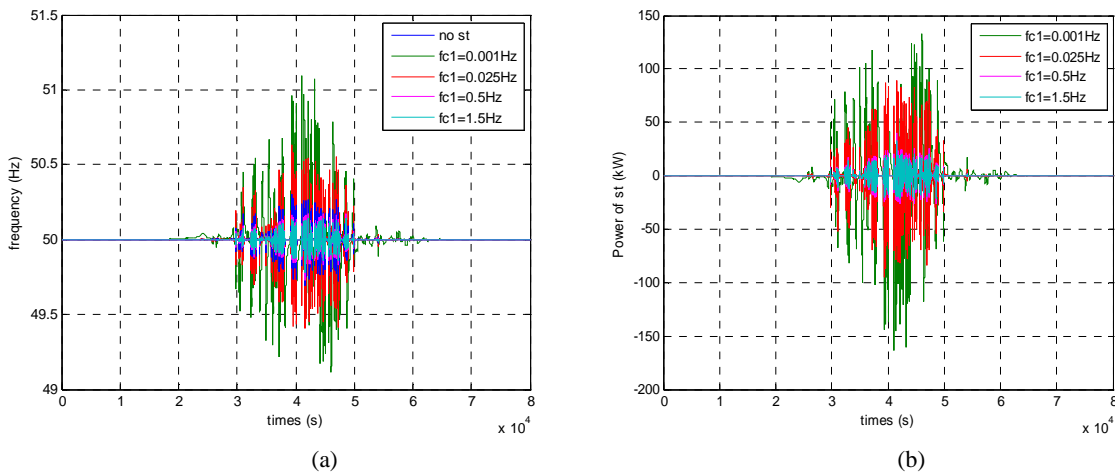 51.5
51
50.5
50
49.5
49
frequency (Hz)
no st
fc1=0.001Hz
fc1=0.025Hz
fc1=0.5Hz
fc1=1.5Hz
0 1 2 3 4 5 6 7 8
times (s)
x 10^4
(a)
150
100
50
0
-50
-100
-150
-200
Power of st (kW)
fc1=0.001Hz
fc1=0.025Hz
fc1=0.5Hz
fc1=1.5Hz
0 1 2 3 4 5 6 7 8
times (s)
x 10^4
(b)